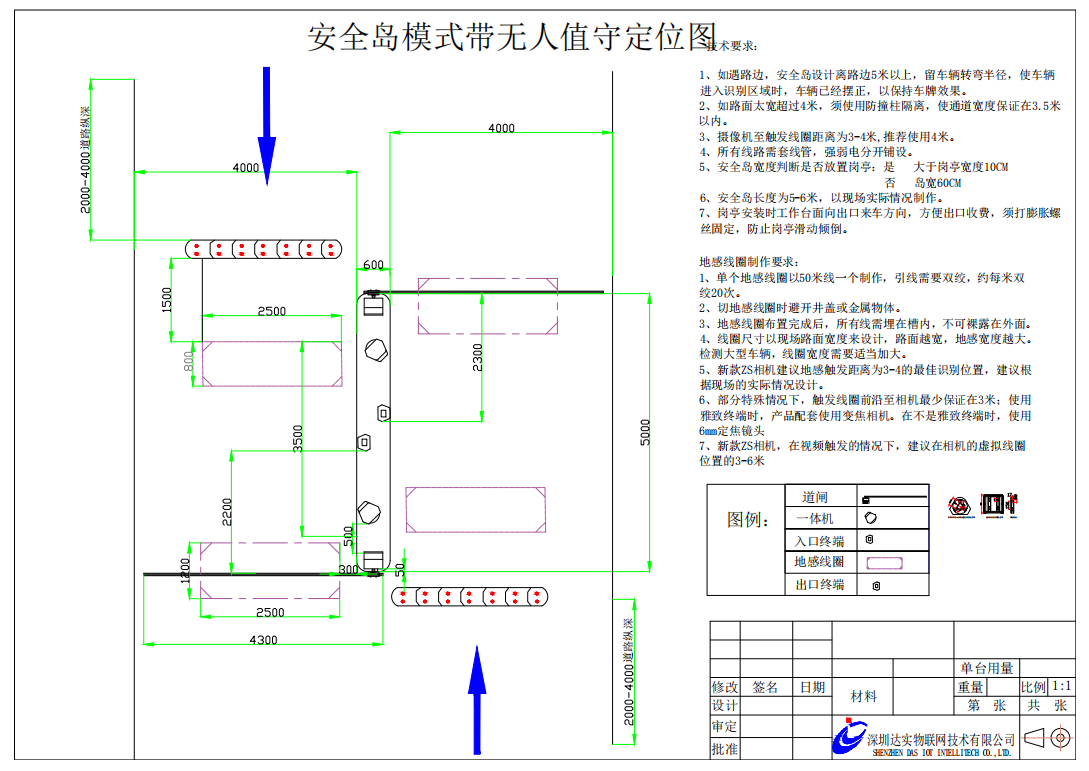 安全岛模式带无人值守定位图
技术要求:
1、如遇路边，安全岛设计离路边5米以上，留车辆转弯半径，使车辆
进入识别区域时，车辆已经摆正，以保持车牌效果。
2、如路面太宽超过4米，须使用防撞柱隔离，使通道宽度保证在3.5米
以内。
3、摄像机至触发线圈距离为3-4米,推荐使用4米。
4、所有线路需套线管，强弱电分开铺设。
5、安全岛宽度判断是否放置岗亭：是 大于岗亭宽度10CM
否 岛宽60CM
6、安全岛长度为5-6米，以现场实际情况制作。
7、岗亭安装时工作台面向出口来车方向，方便出口收费，须打膨胀螺
丝固定，防止岗亭滑动倾倒。
地感线圈制作要求:
1、单个地感线圈以50米线一个制作，引线需要双绞，约每米双
绞20次。
2、切地感线圈时避开井盖或金属物体。
3、地感线圈布置完成后，所有线需埋在槽内，不可裸露在外面。
4、线圈尺寸以现场路面宽度来设计，路面越宽，地感宽度越大。
检测大型车辆，线圈宽度需要适当加大。
5、新款ZS相机建议地感触发距离为3-4的最佳识别位置，建议根
据现场的实际情况设计。
6、部分特殊情况下，触发线圈前沿至相机最少保证在3米；使用
雅致终端时，产品配套使用变焦相机。在不是雅致终端时，使用
6mm定焦镜头
7、新款ZS相机，在视频触发的情况下，建议在相机的虚拟线圈
位置的3-6米
2000-4000道路纵深
4000
4000
600
1500
2500
800
2300
3500
5000
2200
500
1200
300
50
2500
4300
2000-4000道路纵深
图例:
道闸
一体机
入口终端
地感线圈
出口终端
单台用量
修改 签名 日期 材料 重量 比例 1:1
设计 第 张 共 张
审定
批准
深圳达实物联网技术有限公司
SHENZHEN DAS IOT INTELLITECH CO.,LTD.